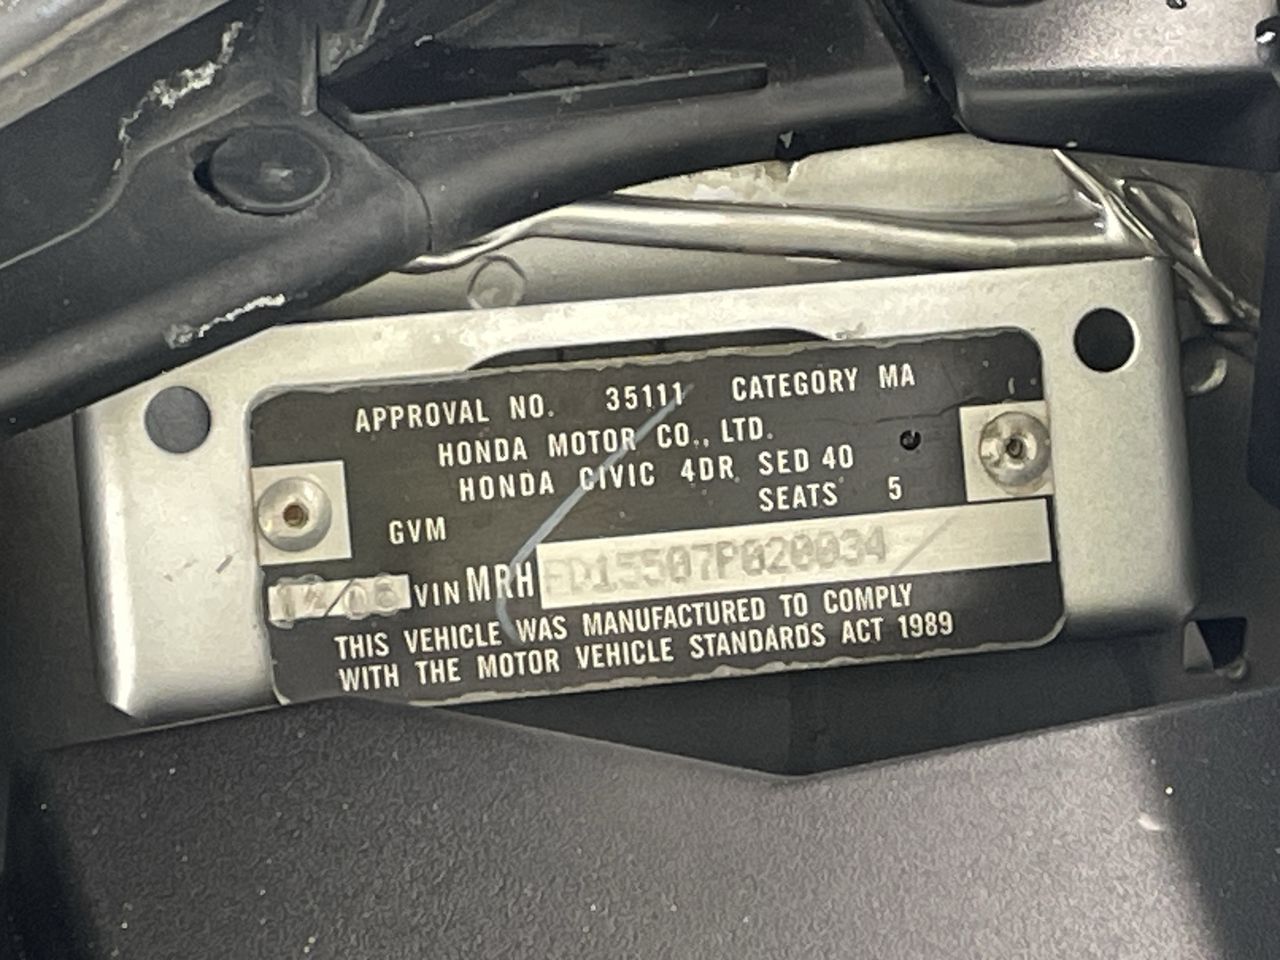 APPROVAL NO. 35111 CATEGORY MA
HONDA MOTOR CO., LTD.
HONDA CIVIC 4DR SED 40
SEATS 5
GVM
VIN MRH FD15507P020034
THIS VEHICLE WAS MANUFACTURED TO COMPLY
WITH THE MOTOR VEHICLE STANDARDS ACT 1989